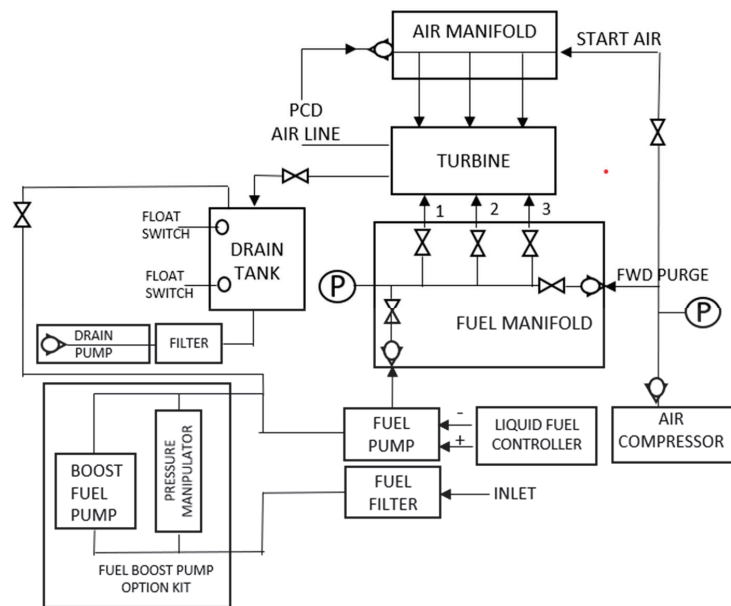 AIR MANIFOLD
START AIR
PCD
AIR LINE
TURBINE
1
2
3
FLOAT
SWITCH
DRAIN
TANK
FLOAT
SWITCH
P
FWD PURGE
P
FUEL MANIFOLD
DRAIN
PUMP
FILTER
FUEL
PUMP
-
+
LIQUID FUEL
CONTROLLER
AIR
COMPRESSOR
BOOST
FUEL
PUMP
PRESSURE
MANIPULATOR
FUEL
FILTER
INLET
FUEL BOOST PUMP
OPTION KIT